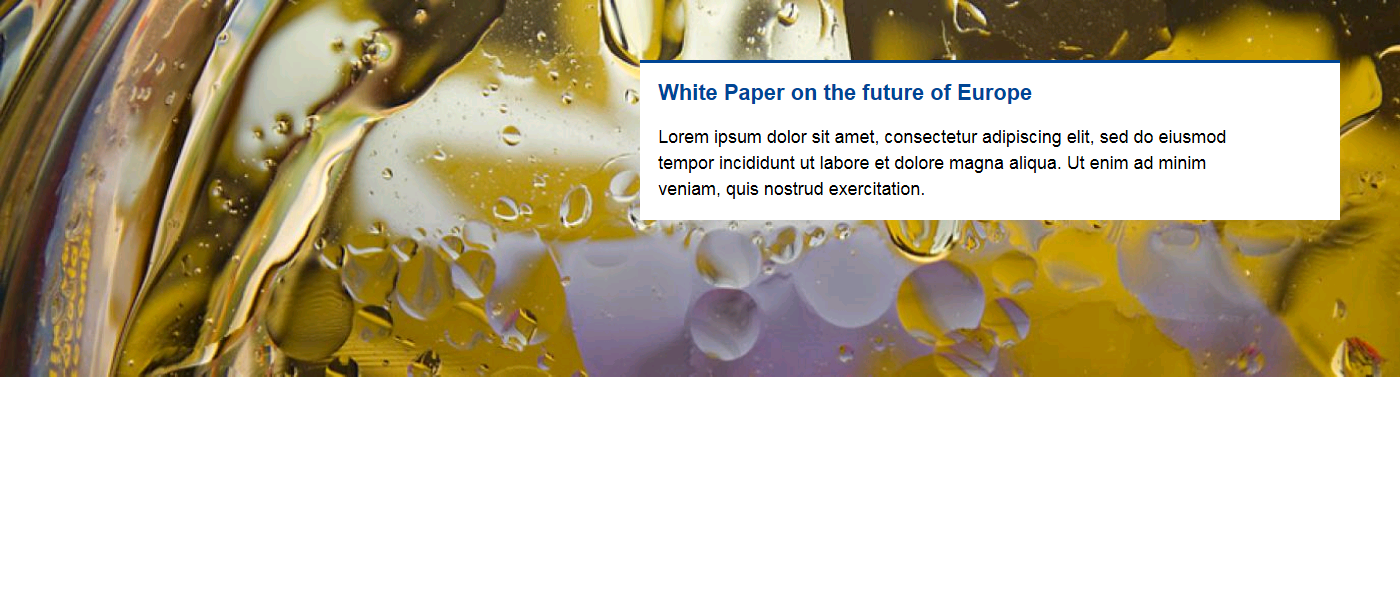 White Paper on the future of Europe
Lorem ipsum dolor sit amet, consectetur adipiscing elit, sed do eiusmod
tempor incididunt ut labore et dolore magna aliqua. Ut enim ad minim
veniam, quis nostrud exercitation.